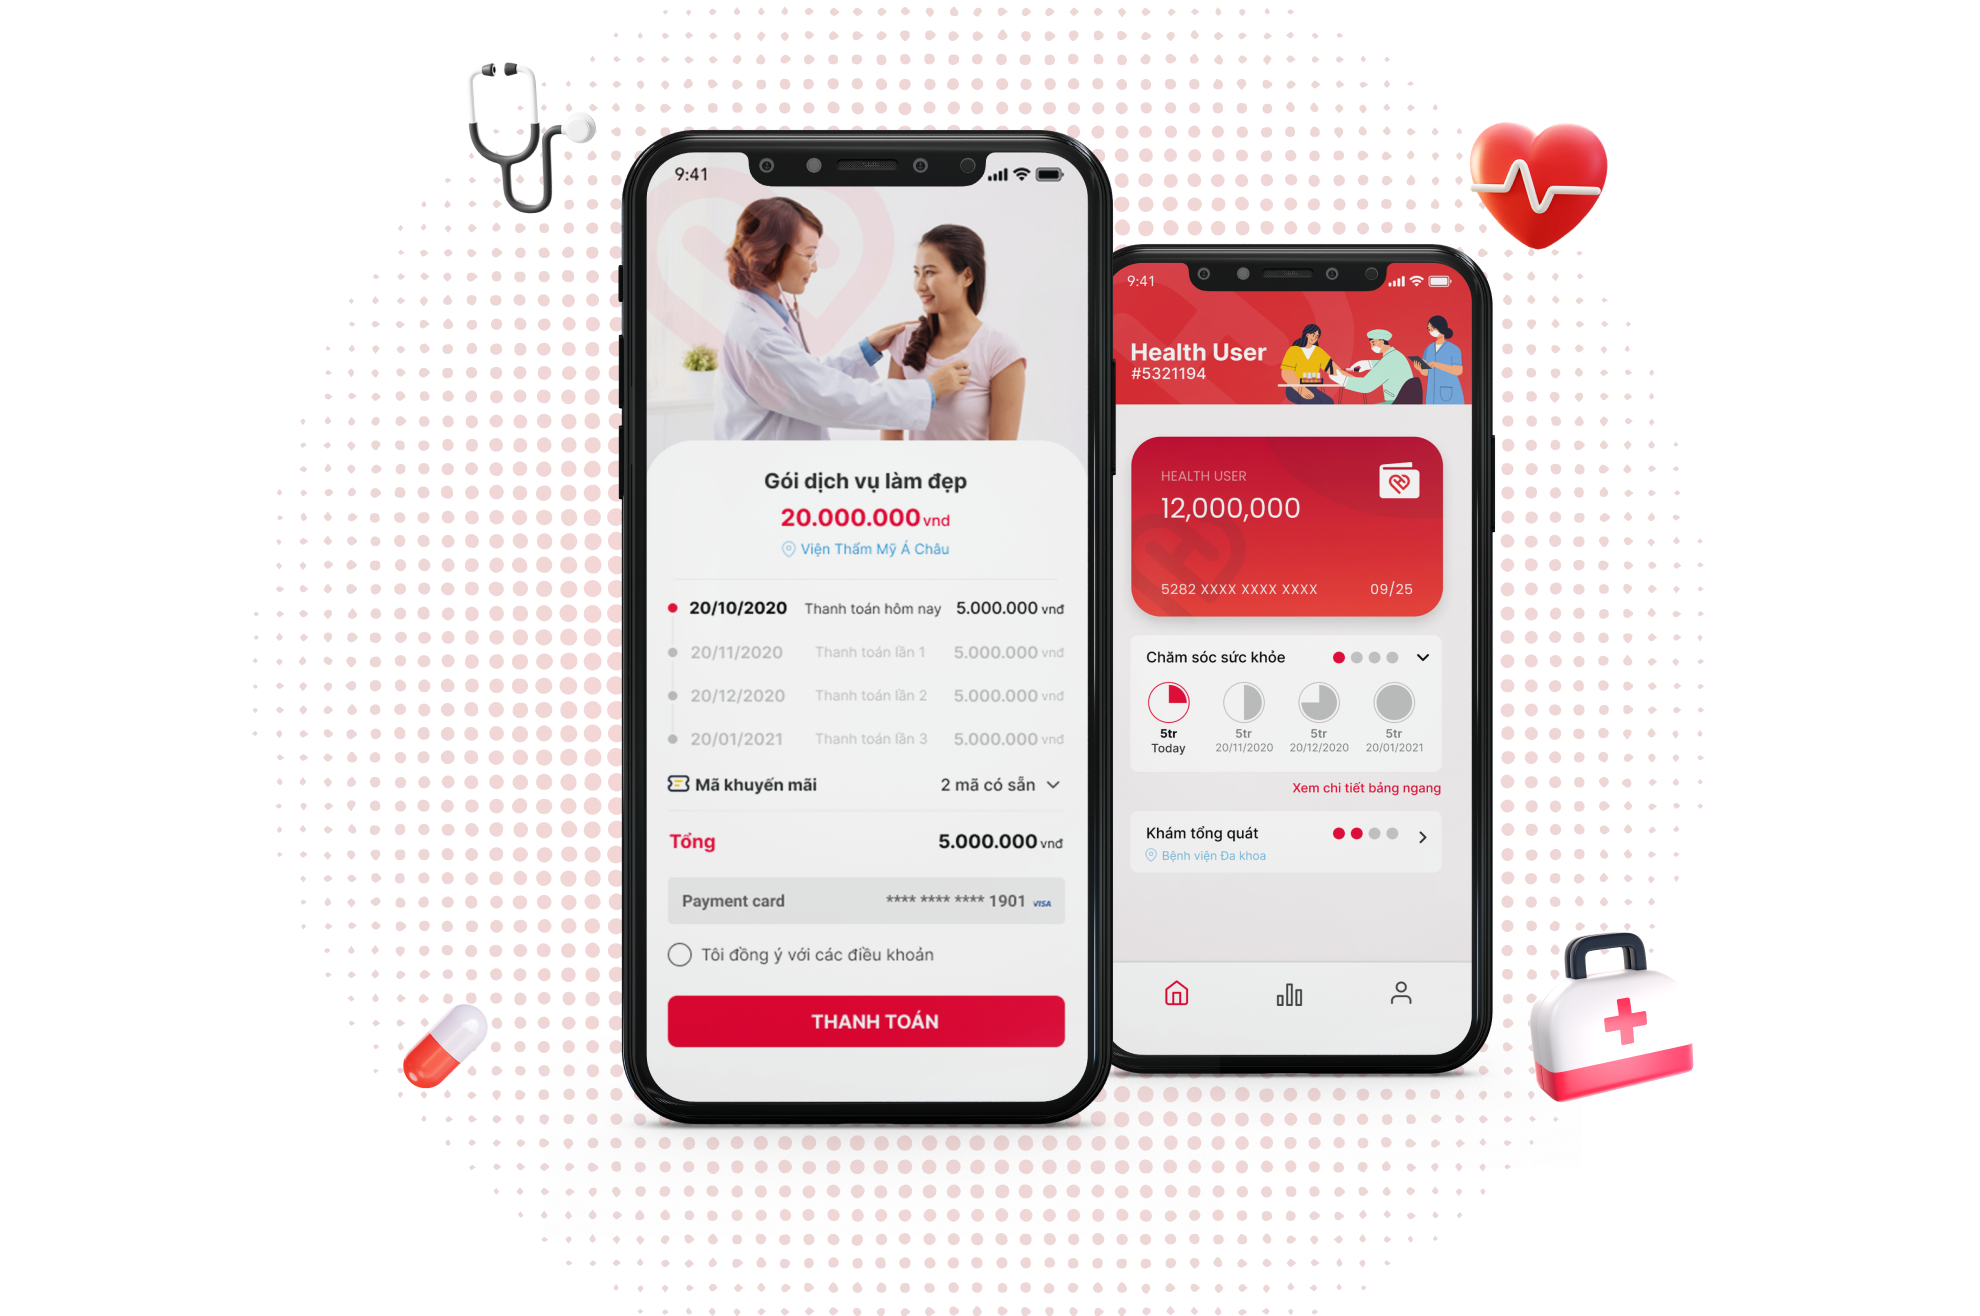 9:41
Gói dịch vụ làm đẹp
20.000.000 vnd
Viện Thẩm Mỹ Á Châu
20/10/2020 Thanh toán hôm nay 5.000.000 vnd
20/11/2020 Thanh toán lần 1 5.000.000 vnd
20/12/2020 Thanh toán lần 2 5.000.000 vnd
20/01/2021 Thanh toán lần 3 5.000.000 vnd
Mã khuyến mãi 2 mã có sẵn
Tổng 5.000.000 vnđ
Payment card **** **** **** 1901 VISA
Tôi đồng ý với các điều khoản
THANH TOÁN
9:41
Health User
#5321194
HEALTH USER
12,000,000
5282 XXXX XXXX XXXX 09/25
Chăm sóc sức khỏe
5tr 5tr 5tr 5tr
Today 20/11/2020 20/12/2020 20/01/2021
Xem chi tiết bảng ngang
Khám tổng quát
Bệnh viện Đa khoa